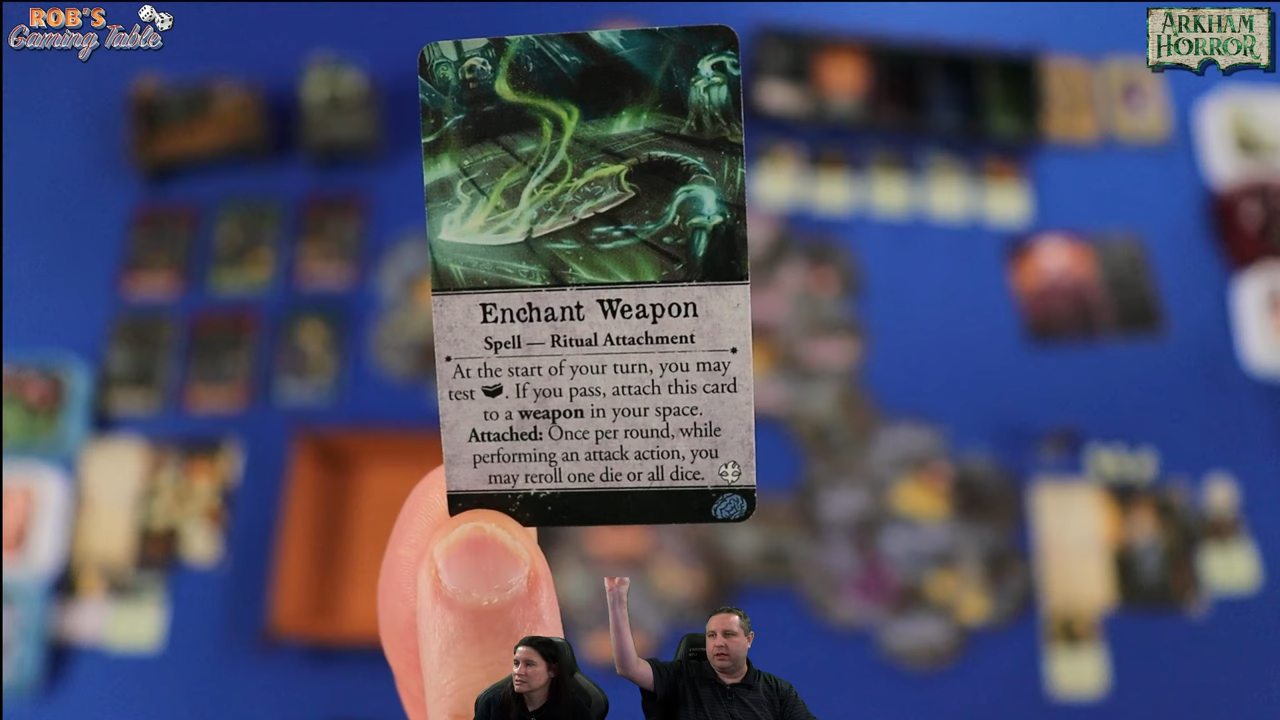 ROB'S
Gaming Table
ARKHAM
HORROR
Enchant Weapon
Spell — Ritual Attachment
At the start of your turn, you may
test . If you pass, attach this card
to a weapon in your space.
Attached: Once per round, while
performing an attack action, you
may reroll one die or all dice.